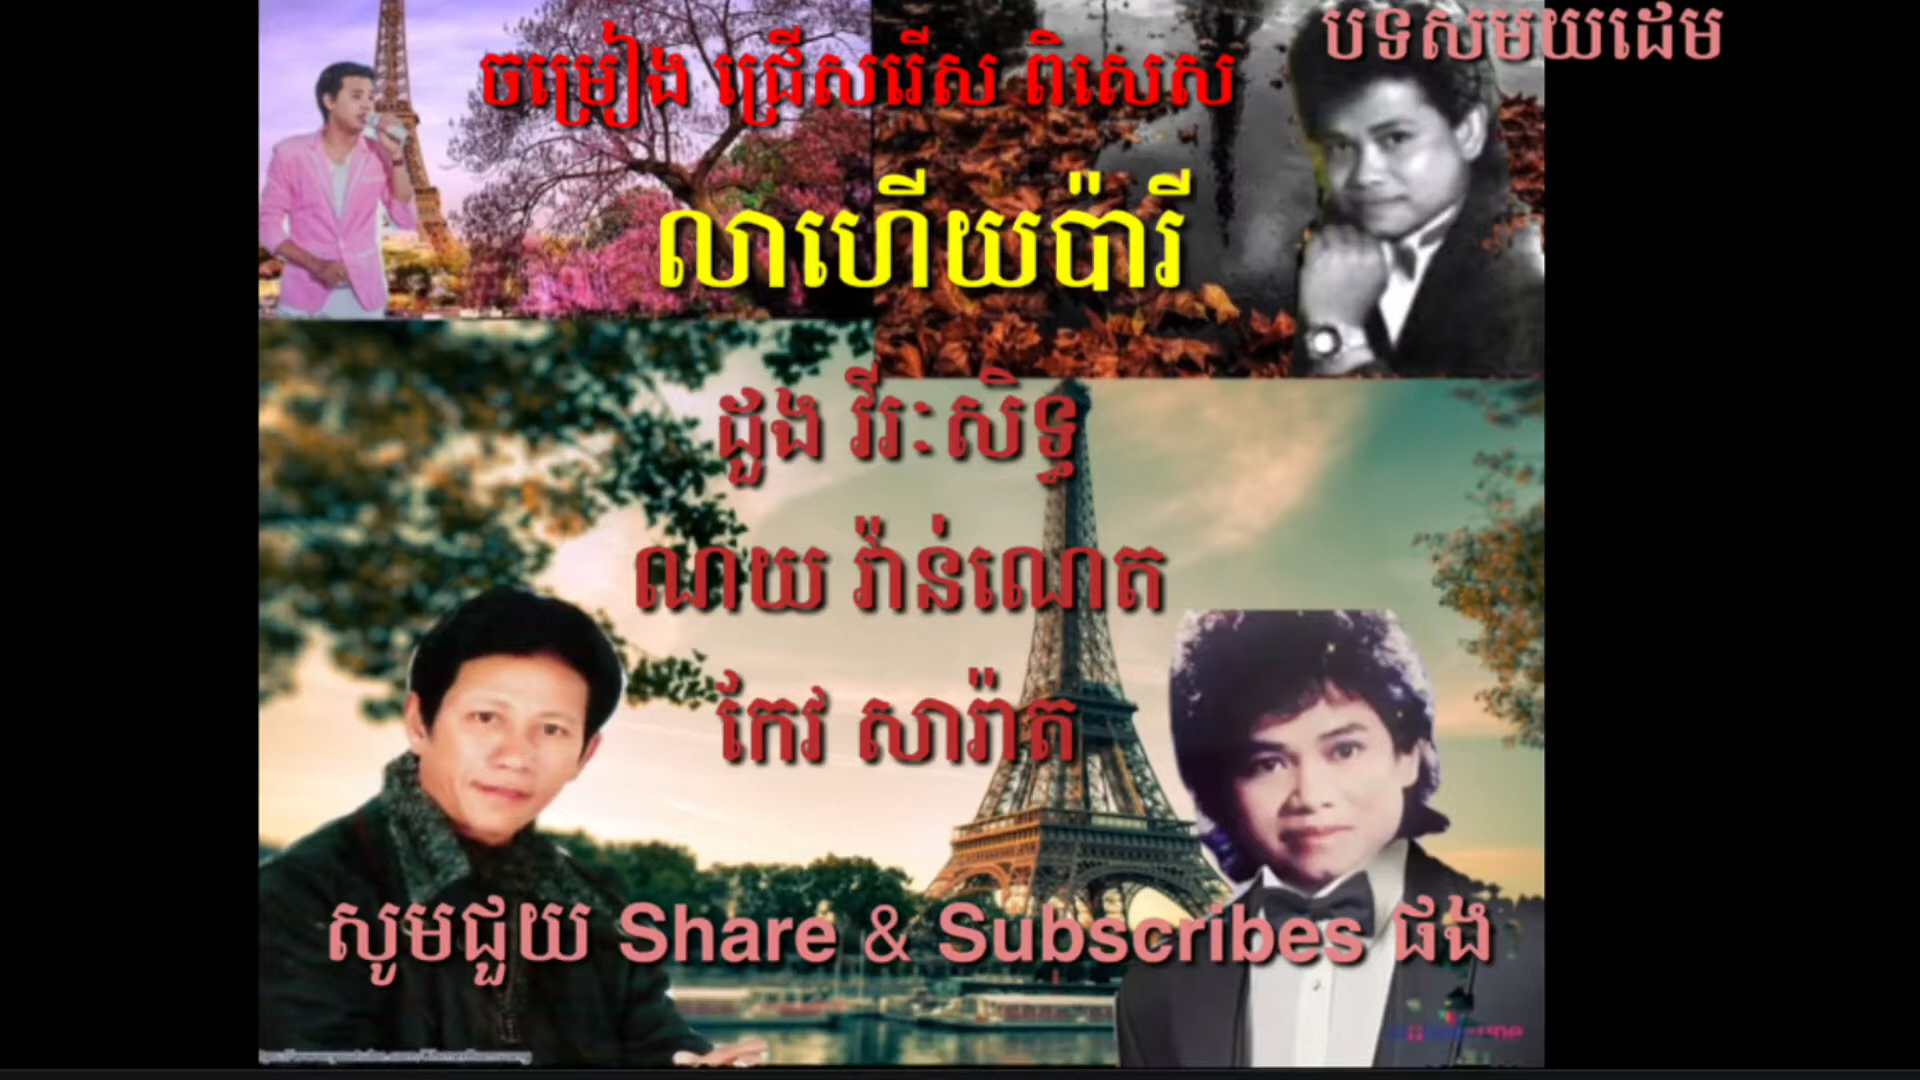 បទសមយដើម
ចម្រៀង ជ្រើសរើស ពិសេស
លាហើយប៉ារី
ដួង វីរៈសិទ្ធ
ណយ វ៉ាន់ណេត
កែវ សារ៉ាត
សូមជួយ Share & Subscribes ផង